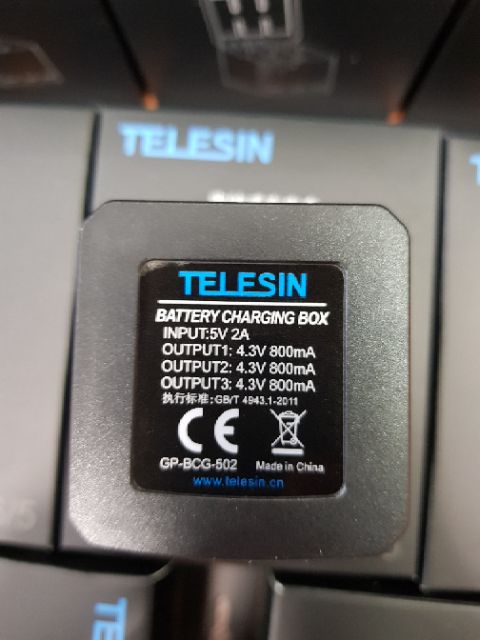 TELESIN
TELESIN
BATTERY CHARGING BOX
INPUT:5V 2A
OUTPUT1: 4.3V 800mA
OUTPUT2: 4.3V 800mA
OUTPUT3: 4.3V 800mA
执行标准:GB/T 4943.1-2011
CE
GP-BCG-502 Made in China
www.telesin.cn
TE